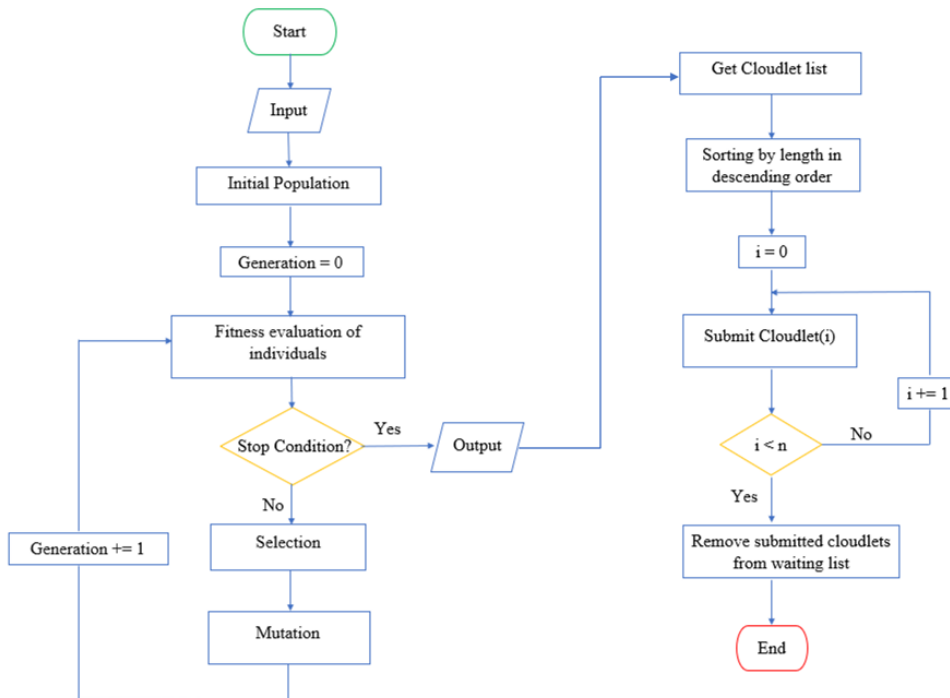 Start
Input
Initial Population
Generation = 0
Fitness evaluation of
individuals
Stop Condition?
Yes
Output
No
Selection
Generation += 1
Mutation
Get Cloudlet list
Sorting by length in
descending order
i = 0
Submit Cloudlet(i)
i += 1
i < n
No
Yes
Remove submitted cloudlets
from waiting list
End